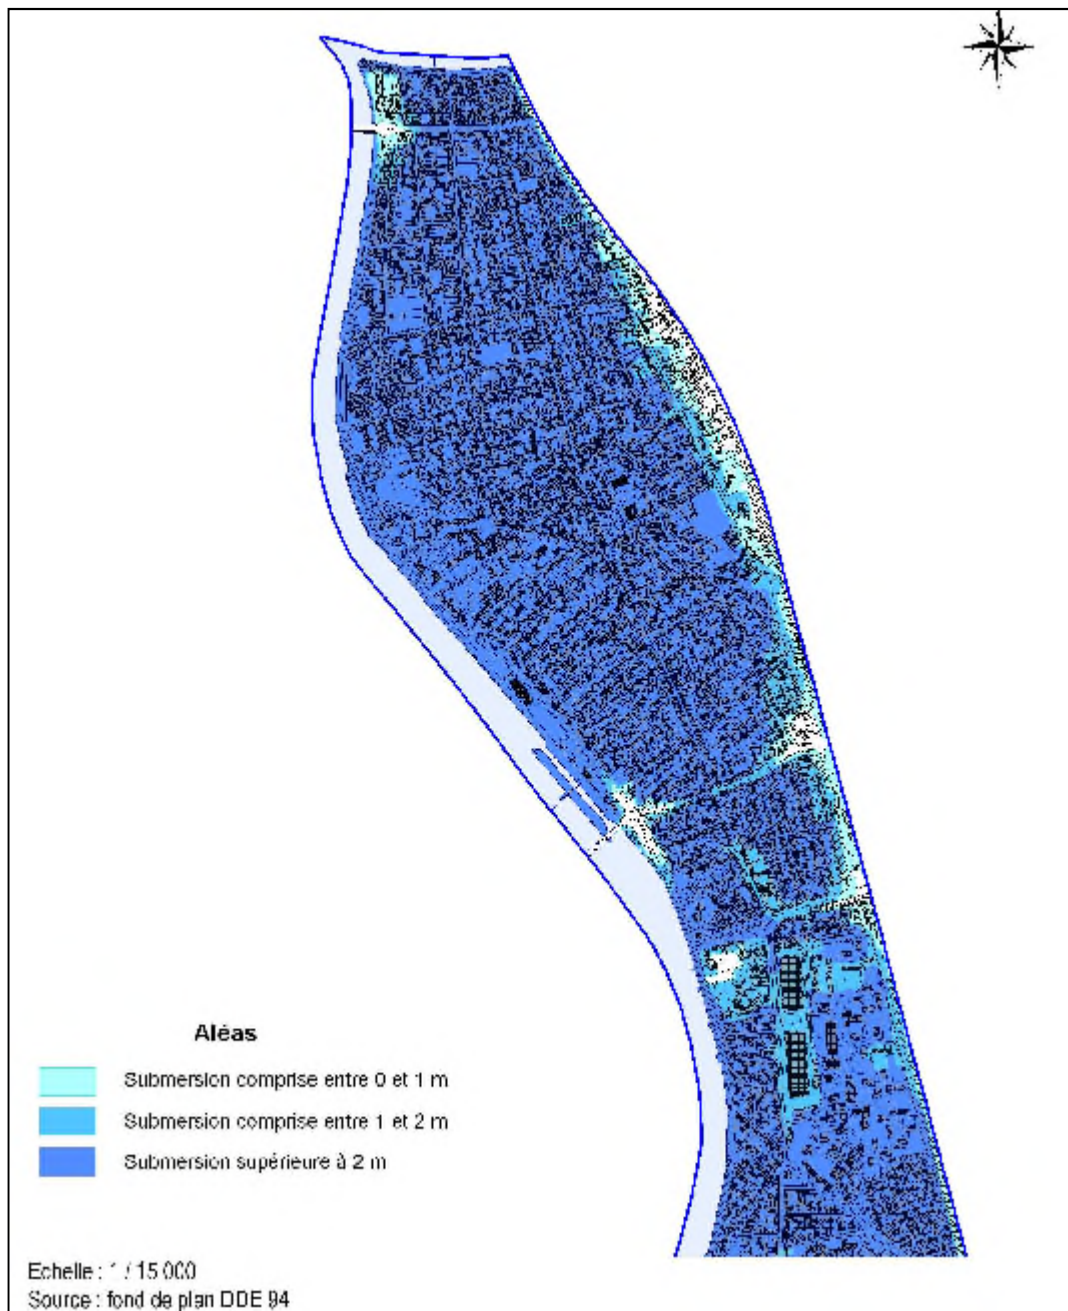 Aléas
Submersion comprise entre 0 et 1 m
Submersion comprise entre 1 et 2 m
Submersion supérieure à 2 m
Echelle : 1 / 15 000
Source : fond de plan DDE 94